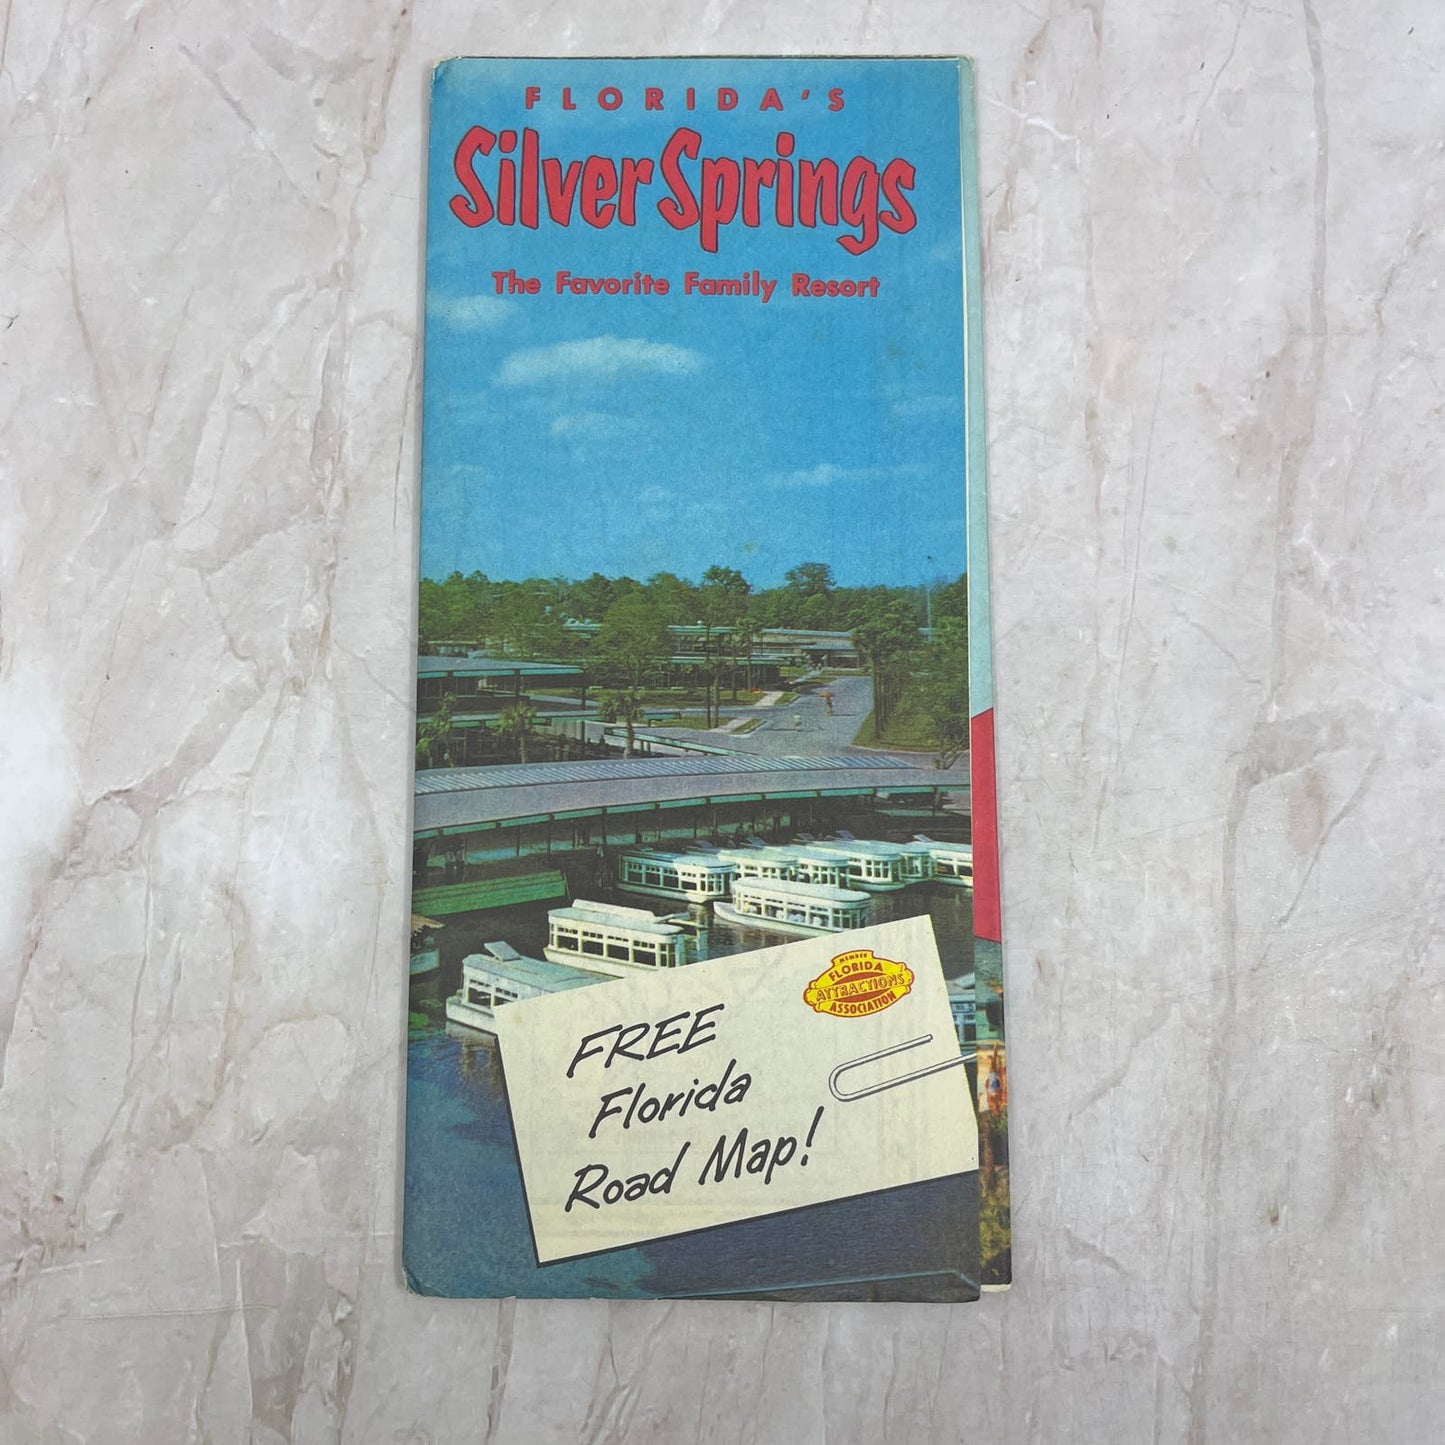 FLORIDA'S
Silver Springs
The Favorite Family Resort
MEMBER
FLORIDA
ATTRACTIONS
ASSOCIATION
FREE
Florida
Road Map!